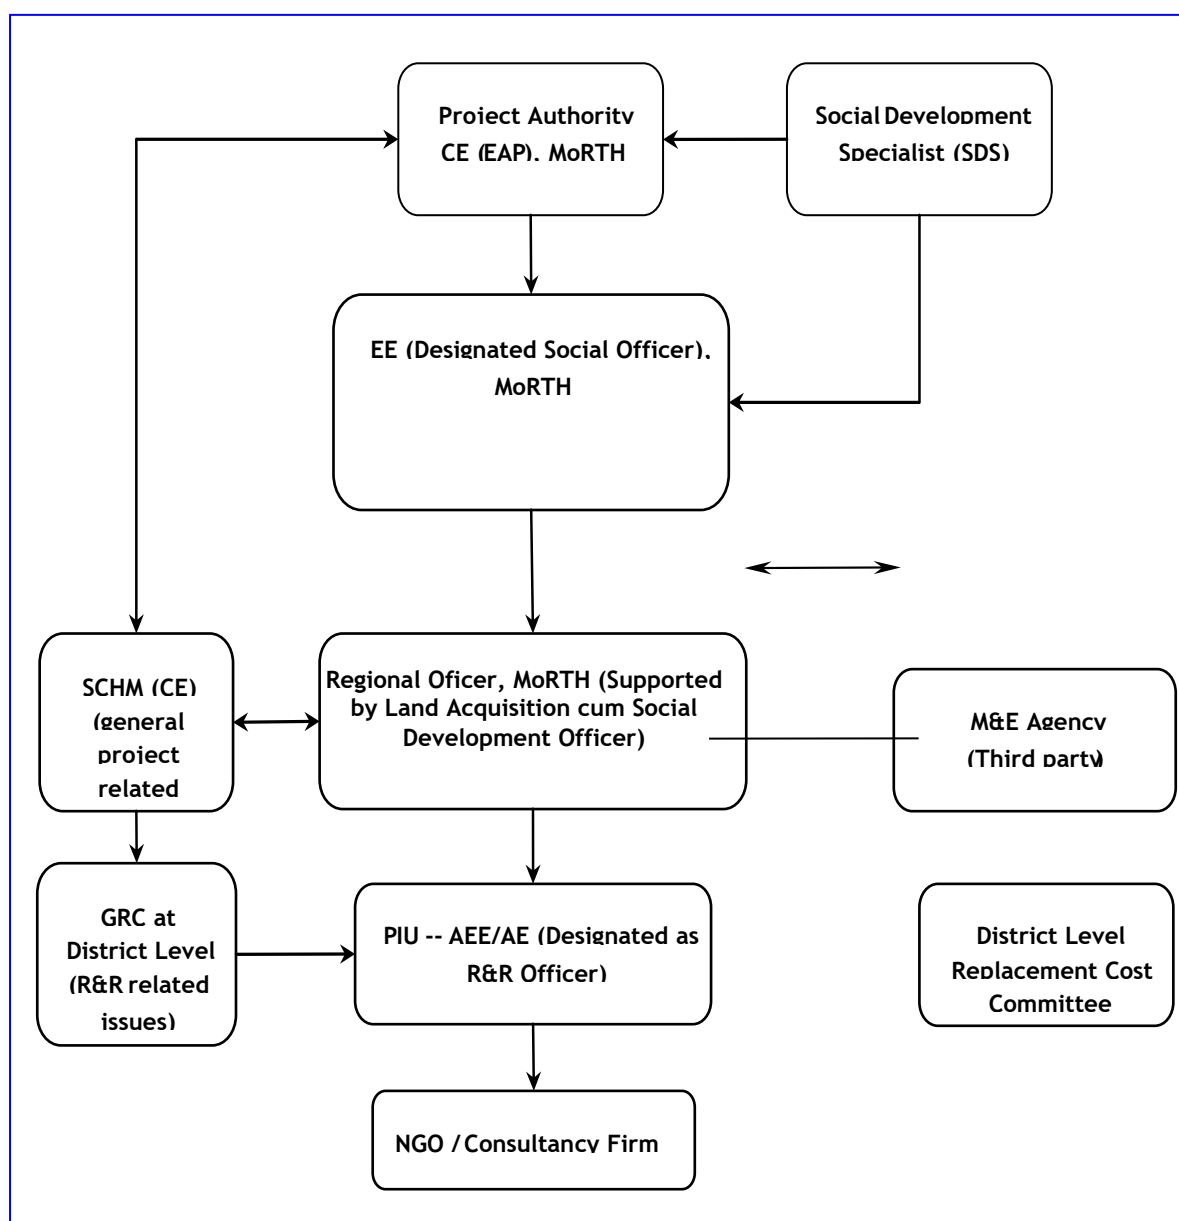 Project Authority
CE (EAP), MoRTH
Social Development
Specialist (SDS)
EE (Designated Social Officer),
MoRTH
SCHM (CE)
(general
project
related
Regional Oficer, MoRTH (Supported
by Land Acquisition cum Social
Development Officer)
M&E Agency
(Third party)
GRC at
District Level
(R&R related
issues)
PIU -- AEE/AE (Designated as
R&R Officer)
District Level
Replacement Cost
Committee
NGO / Consultancy Firm